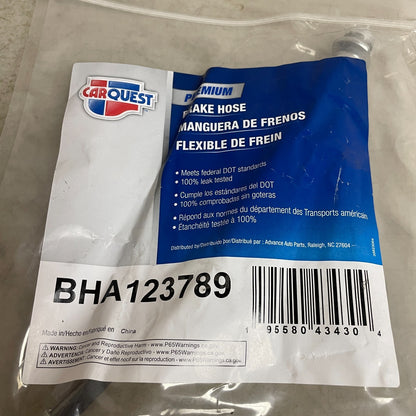 CARQUEST
PREMIUM
BRAKE HOSE
MANGUERA DE FRENOS
FLEXIBLE DE FREIN
• Meets federal DOT standards
• 100% leak tested
• Cumple los estándares del DOT
• 100% comprobadas sin goteras
• Répond aux normes du département des Transports américain.
Étanchéité testée à 100%
Distributed by/Distribuido por/Distribué par : Advance Auto Parts, Raleigh, NC 27604
BHA123789
1 95580 43430 4
Made in/Hecho en/Fabriqué en China
WARNING: Cancer and Reproductive Harm - www.P65Warnings.ca.gov
ADVERTENCIA: Cancer y Daño Reproductivo - www.P65Warnings.ca.gov
AVERTISSEMENT: Cancer et effet nocif sur la reproduction - www.P65Warnings.ca.gov